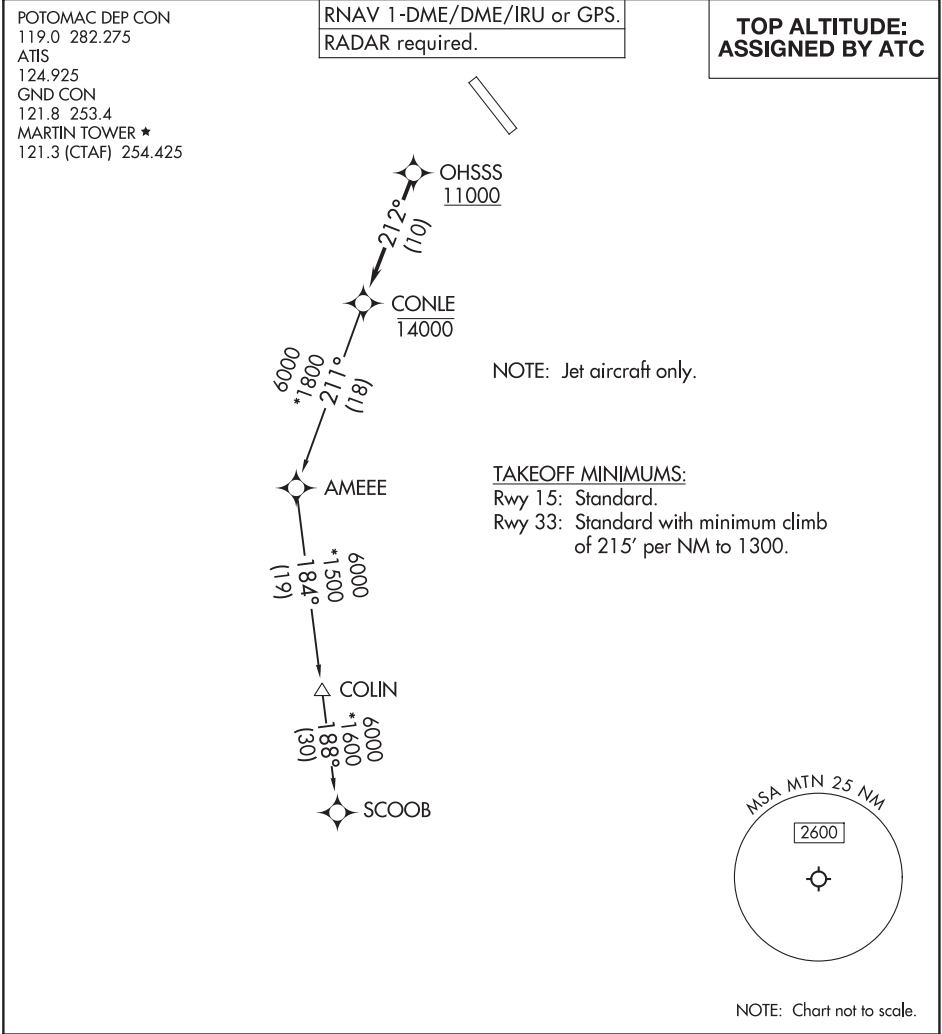 POTOMAC DEP CON
119.0 282.275
ATIS
124.925
GND CON
121.8 253.4
MARTIN TOWER ★
121.3 (CTAF) 254.425
RNAV 1-DME/DME/IRU or GPS.
RADAR required.
TOP ALTITUDE:
ASSIGNED BY ATC
OHSSS
11000
212°
(10)
CONLE
14000
6000
*1800
211°
(18)
NOTE: Jet aircraft only.
AMEEE
TAKEOFF MINIMUMS:
Rwy 15: Standard.
Rwy 33: Standard with minimum climb
of 215' per NM to 1300.
6000
*1500
184°
(19)
COLIN
6000
*1600
188°
(30)
SCOOB
MSA MTN 25 NM
2600
NOTE: Chart not to scale.